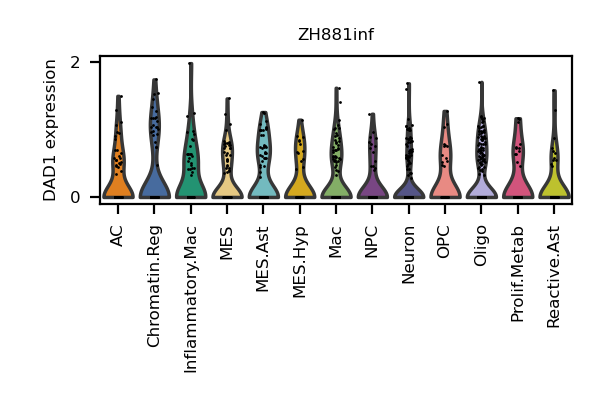 ZH881inf
DAD1 expression
2
0
AC
Chromatin.Reg
Inflammatory.Mac
MES
MES.Ast
MES.Hyp
Mac
NPC
Neuron
OPC
Oligo
Prolif.Metab
Reactive.Ast